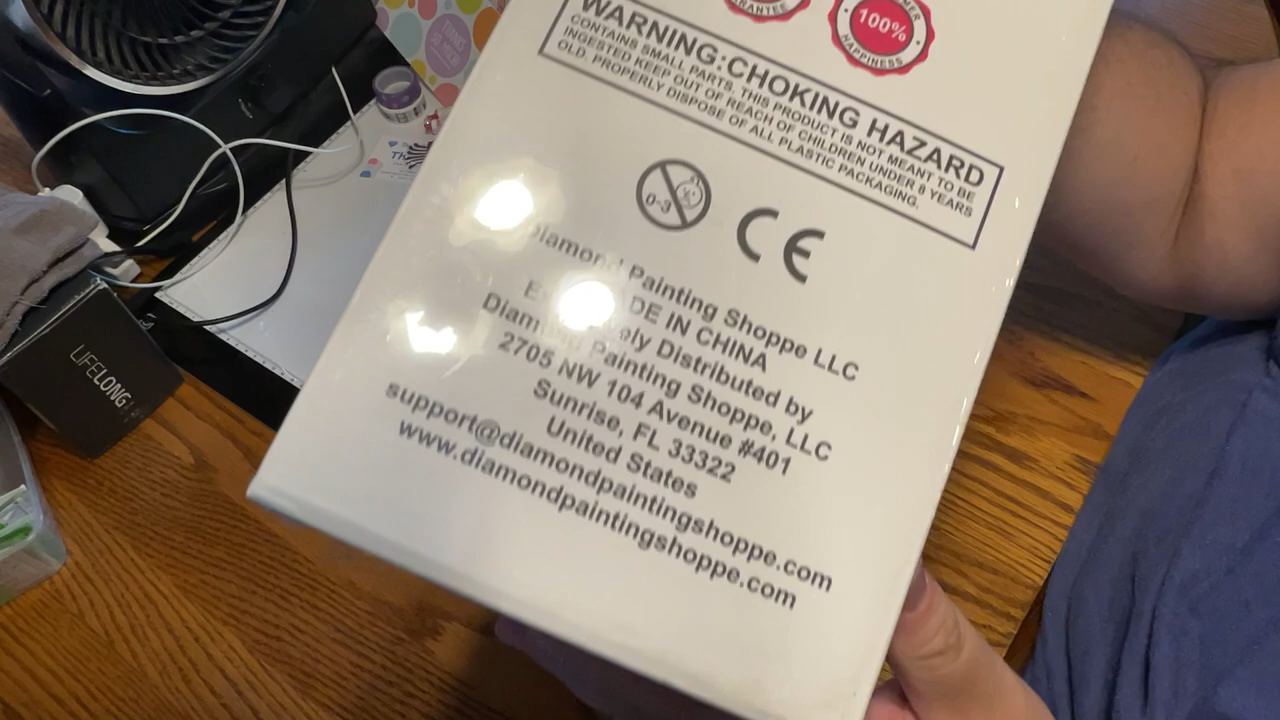 100%
HAPPINESS
WARNING:CHOKING HAZARD
CONTAINS SMALL PARTS. THIS PRODUCT IS NOT MEANT TO BE
INGESTED KEEP OUT OF REACH OF CHILDREN UNDER 8 YEARS
OLD. PROPERLY DISPOSE OF ALL PLASTIC PACKAGING.
0-3
CE
Diamond Painting Shoppe LLC
IN CHINA
Distributed by
Diamond Painting Shoppe, LLC
2705 NW 104 Avenue #401
Sunrise, FL 33322
United States
support@diamondpaintingshoppe.com
www.diamondpaintingshoppe.com
LIFELONG